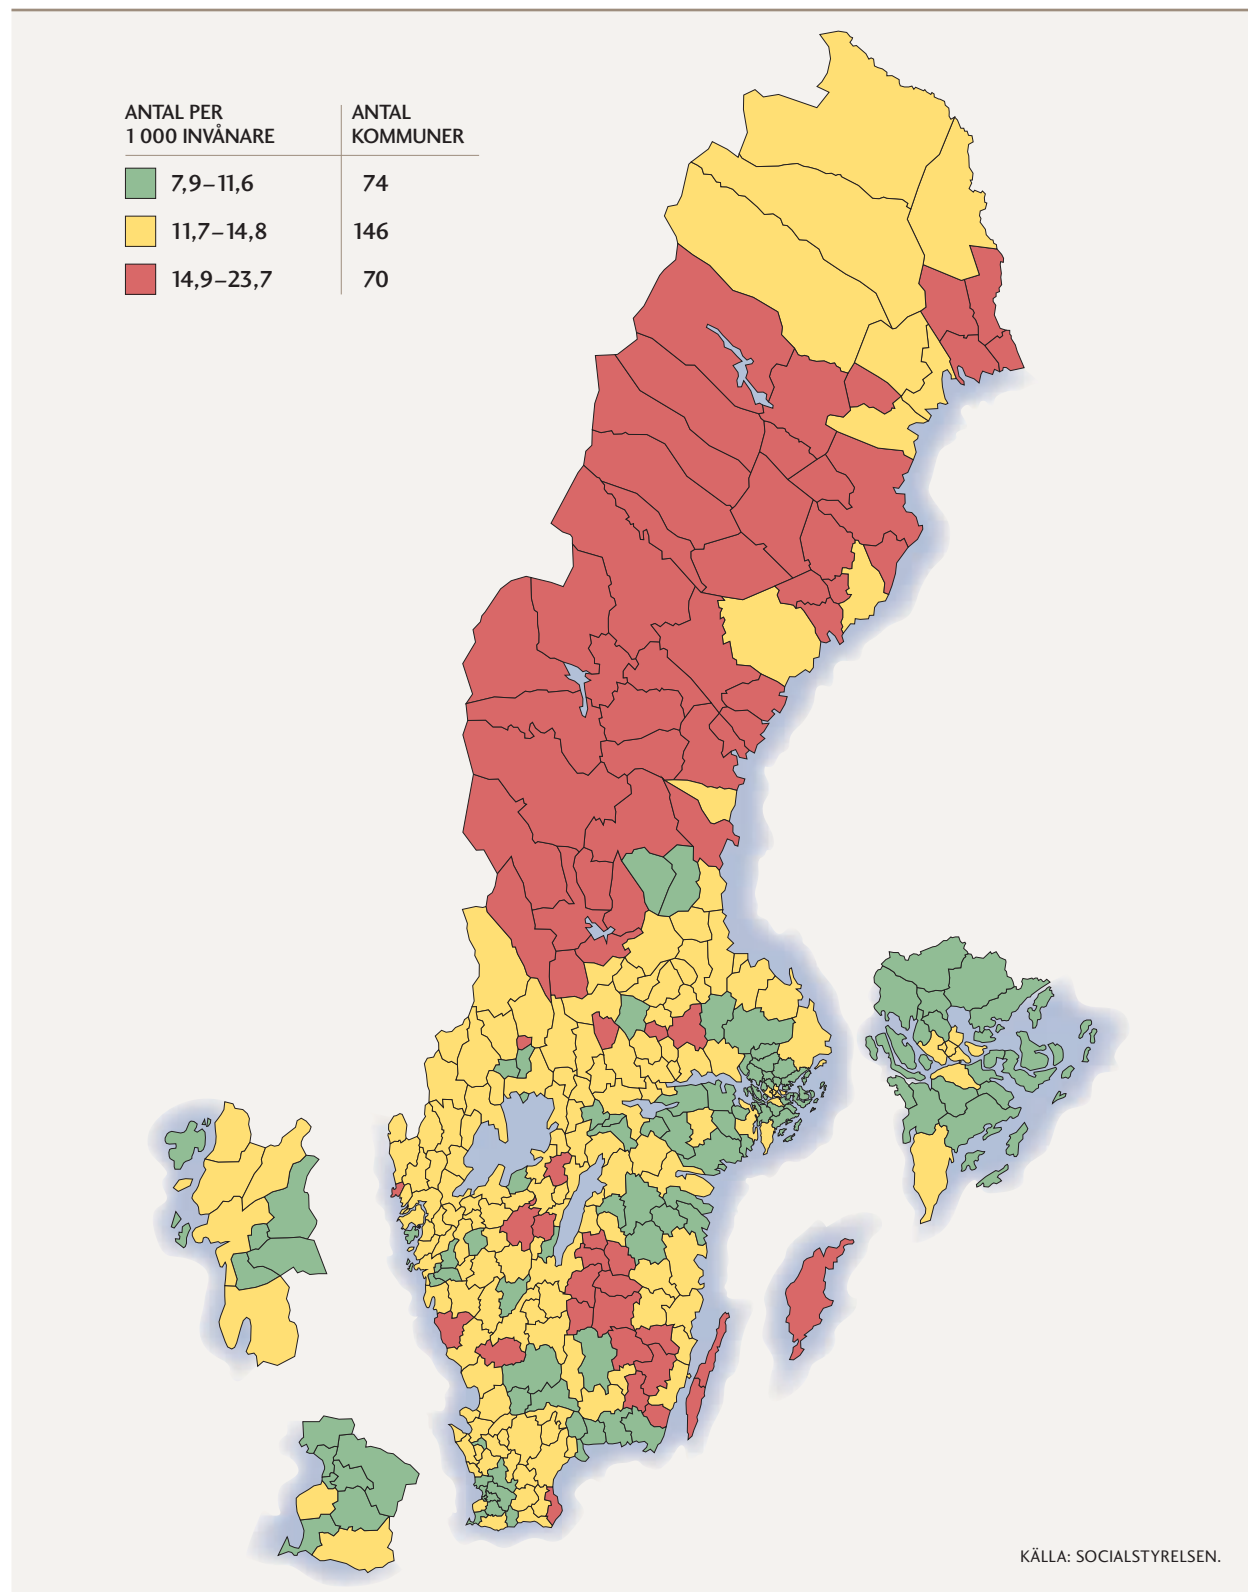 ANTAL PER
1 000 INVÅNARE
ANTAL
KOMMUNER
7,9–11,6 74
11,7–14,8 146
14,9–23,7 70
KÄLLA: SOCIALSTYRELSEN.